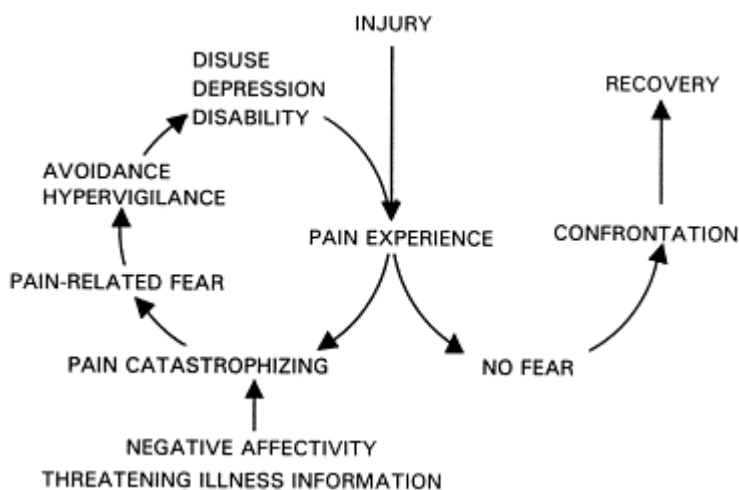 INJURY
DISUSE
DEPRESSION
DISABILITY
RECOVERY
AVOIDANCE
HYPERVIGILANCE
PAIN EXPERIENCE
CONFRONTATION
PAIN-RELATED FEAR
PAIN CATASTROPHIZING
NO FEAR
NEGATIVE AFFECTIVITY
THREATENING ILLNESS INFORMATION